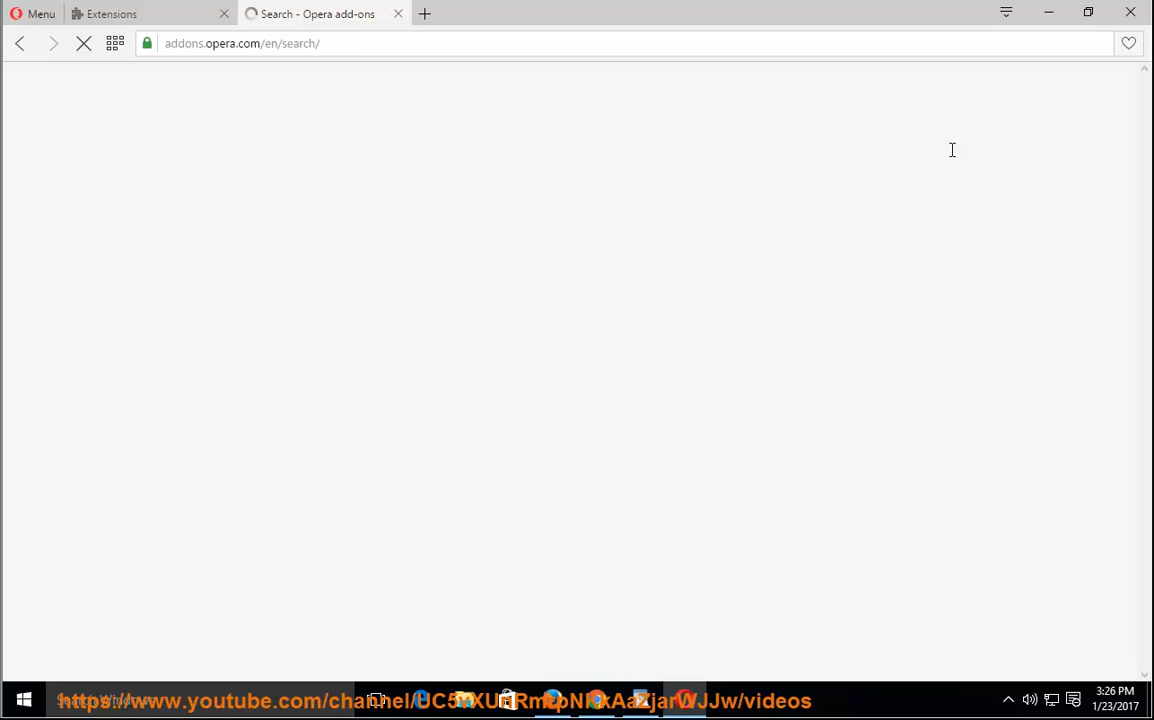 Menu
Extensions
Search - Opera add-ons
addons.opera.com/en/search/
3:26 PM
1/23/2017